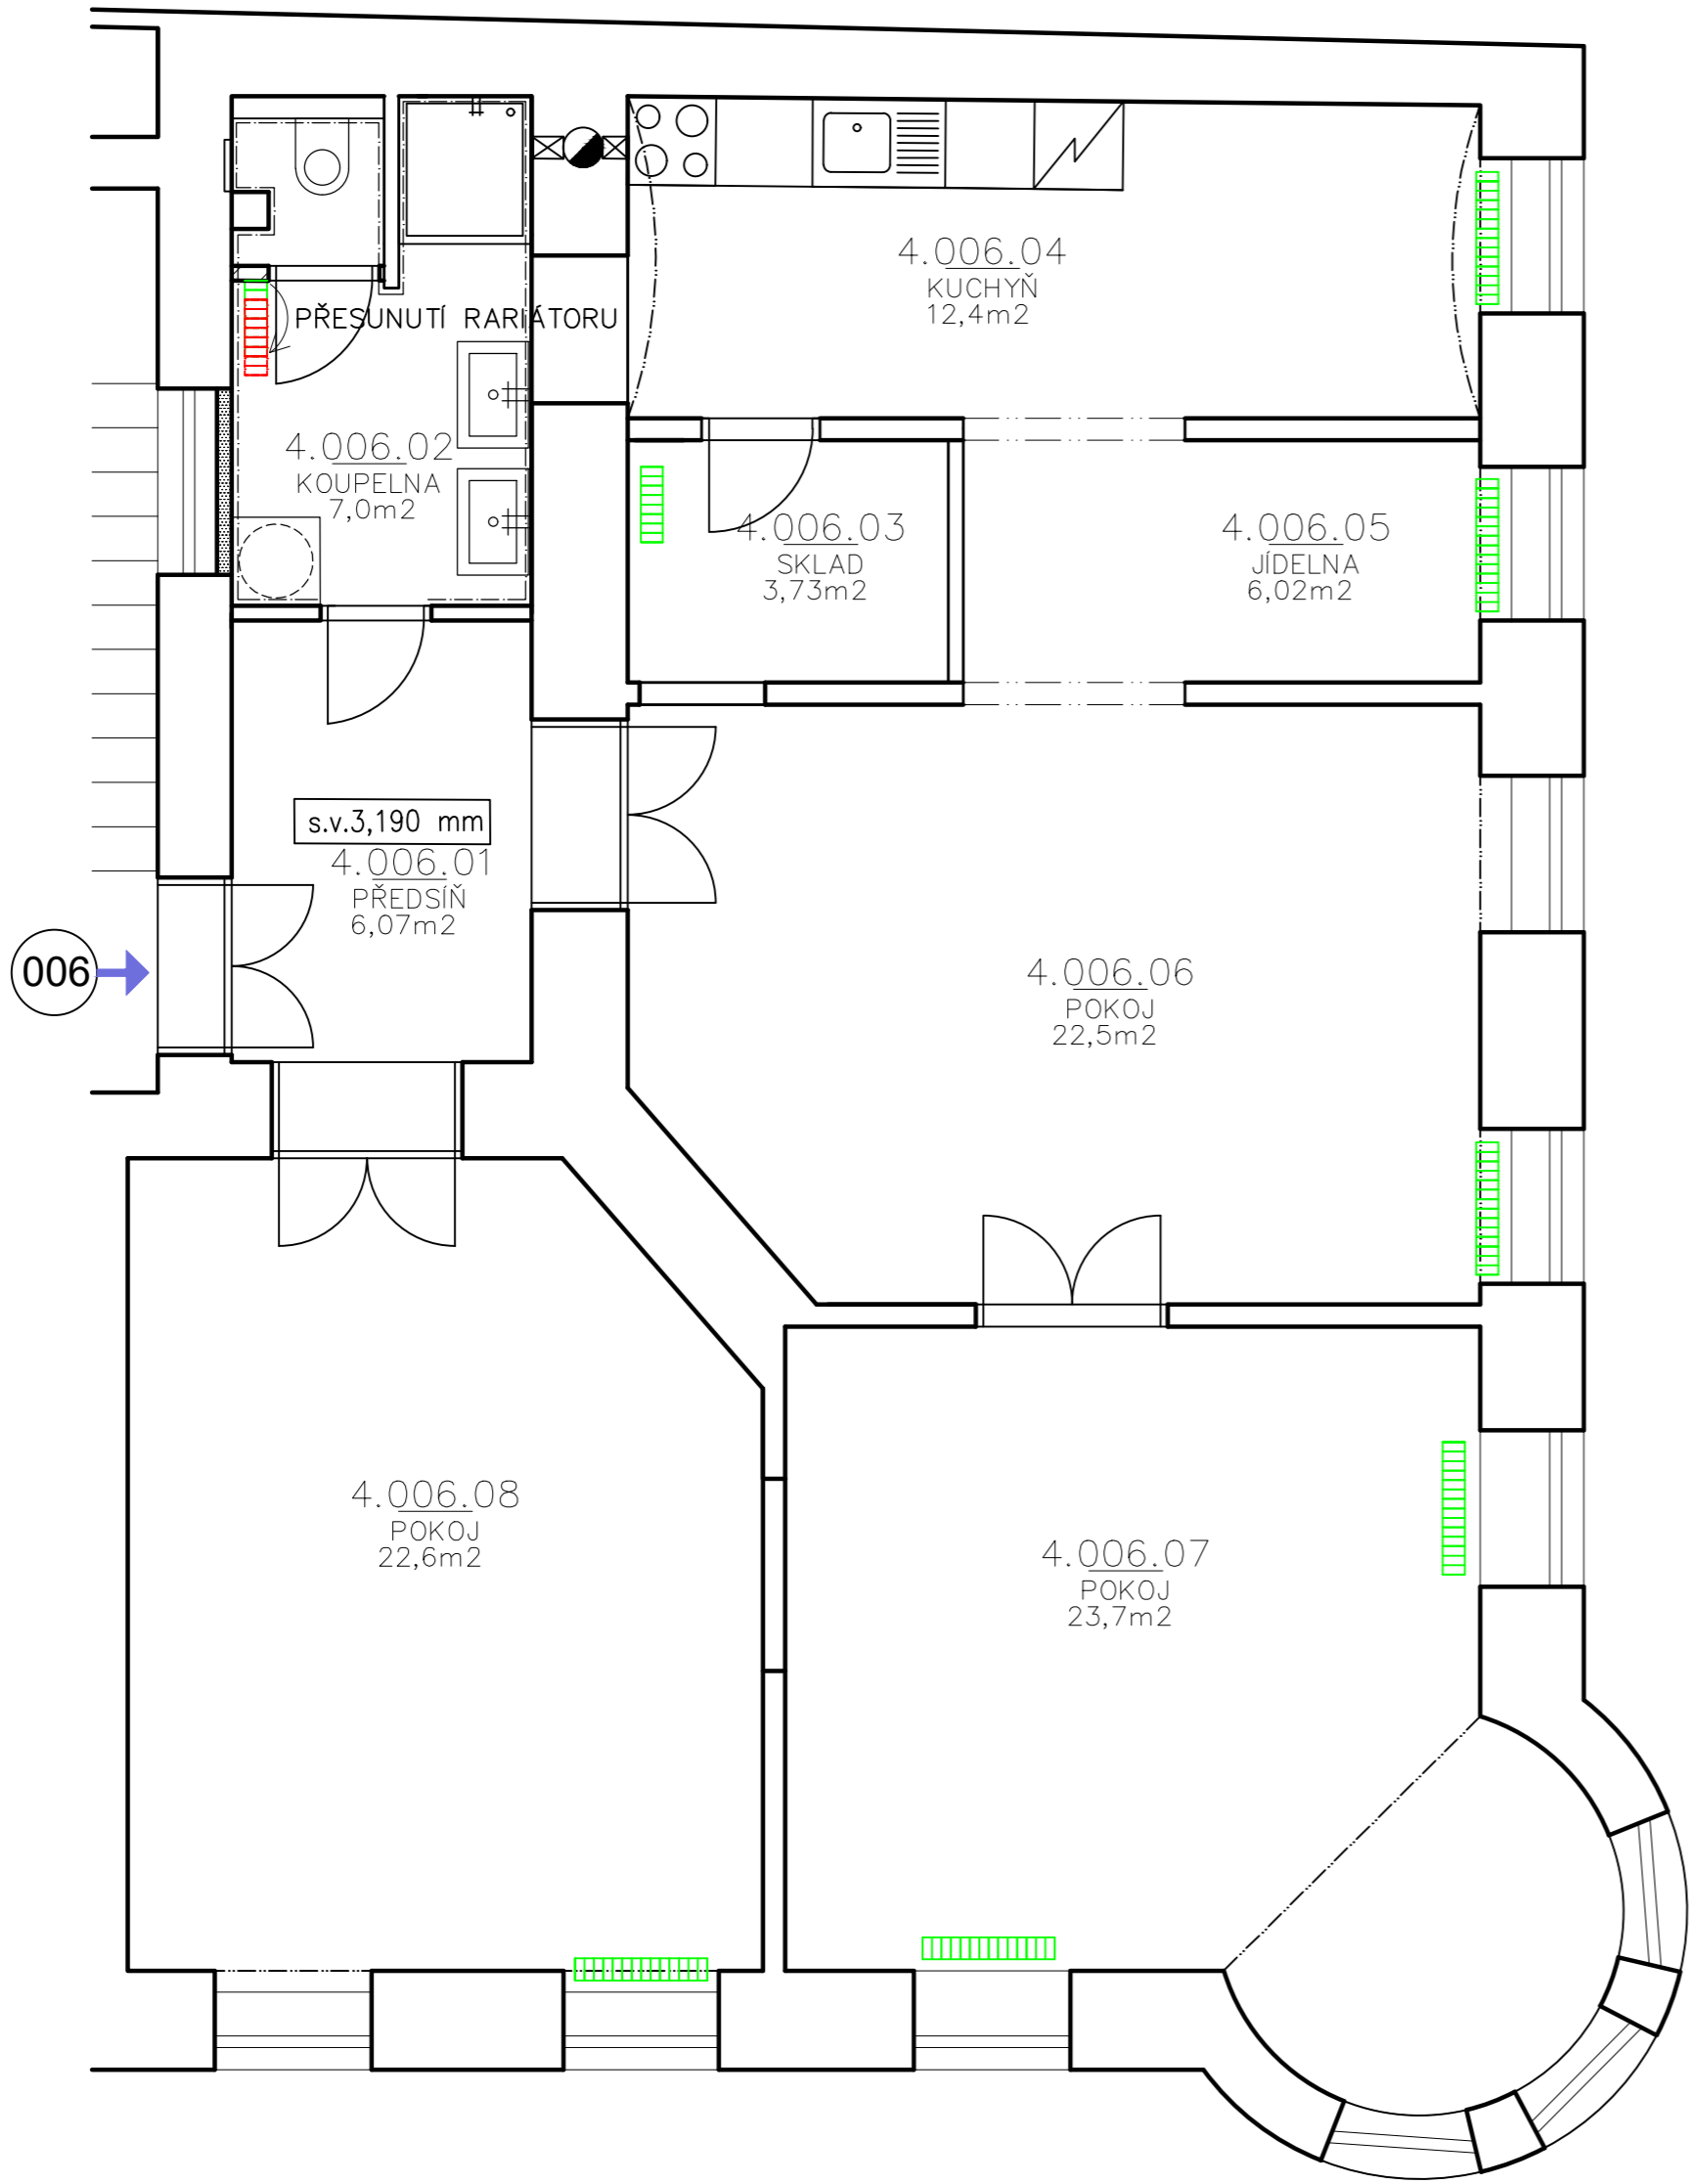 4.006.04
KUCHYŇ
12,4m2
PŘESUNUTÍ RARIÁTORU
4.006.02
KOUPELNA
7,0m2
4.006.03
SKLAD
3,73m2
4.006.05
JÍDELNA
6,02m2
s.v.3,190 mm
4.006.01
PŘEDSÍŇ
6,07m2
006
4.006.06
POKOJ
22,5m2
4.006.08
POKOJ
22,6m2
4.006.07
POKOJ
23,7m2